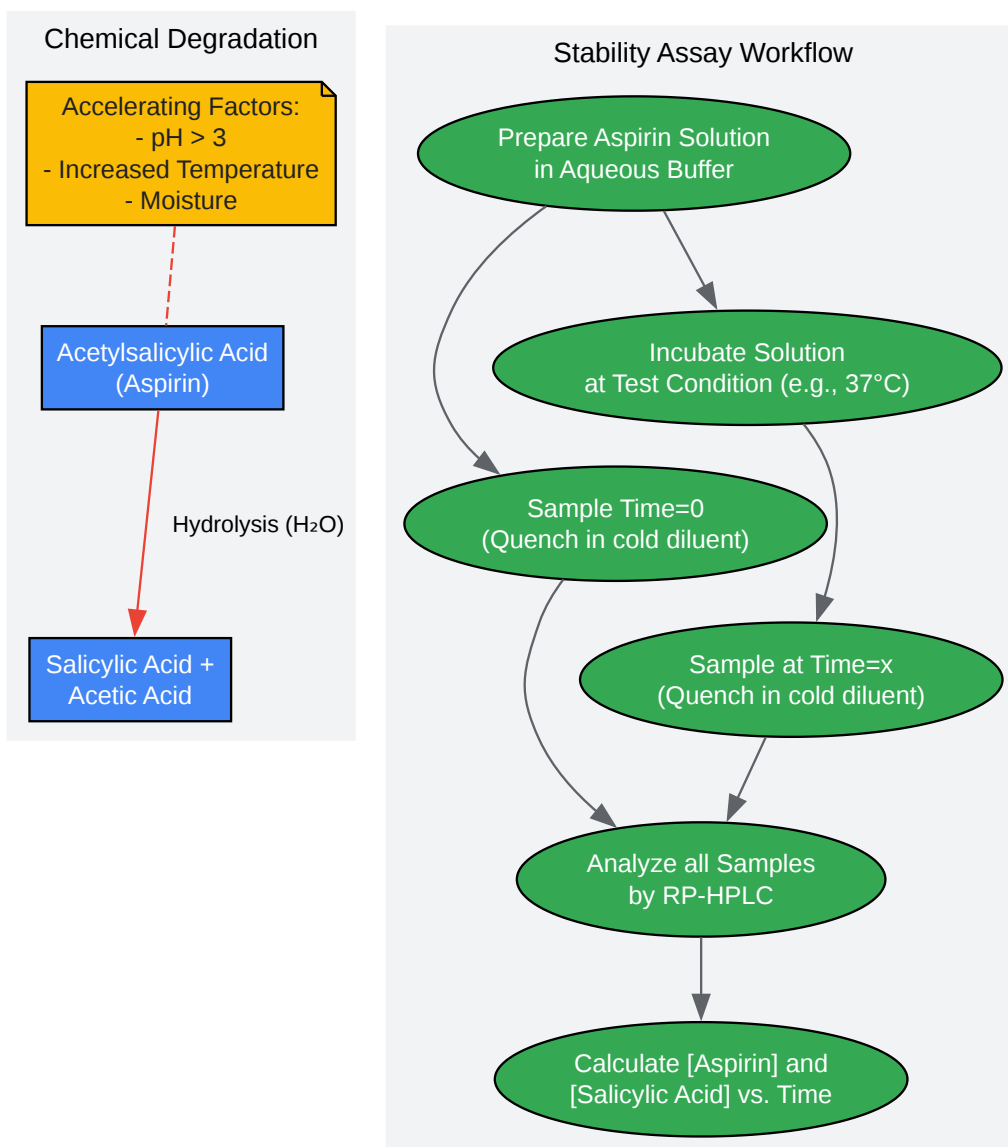 Chemical Degradation
Accelerating Factors:
- pH > 3
- Increased Temperature
- Moisture
Acetylsalicylic Acid
(Aspirin)
Hydrolysis (H₂O)
Salicylic Acid +
Acetic Acid
Stability Assay Workflow
Prepare Aspirin Solution
in Aqueous Buffer
Incubate Solution
at Test Condition (e.g., 37°C)
Sample Time=0
(Quench in cold diluent)
Sample at Time=x
(Quench in cold diluent)
Analyze all Samples
by RP-HPLC
Calculate [Aspirin] and
[Salicylic Acid] vs. Time